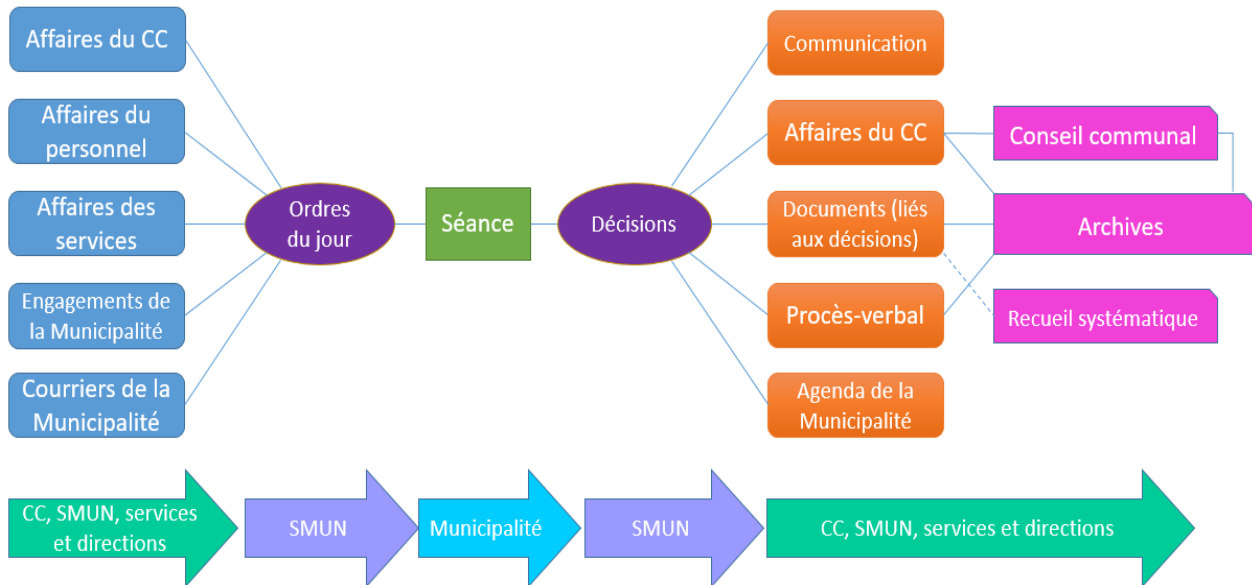 Affaires du CC
Affaires du
personnel
Affaires des
services
Engagements de
la Municipalité
Courriers de la
Municipalité
Ordres
du jour
Séance
Décisions
Communication
Affaires du CC
Documents (liés
aux décisions)
Procès-verbal
Agenda de la
Municipalité
Conseil communal
Archives
Recueil systématique
CC, SMUN, services
et directions
SMUN
Municipalité
SMUN
CC, SMUN, services et directions